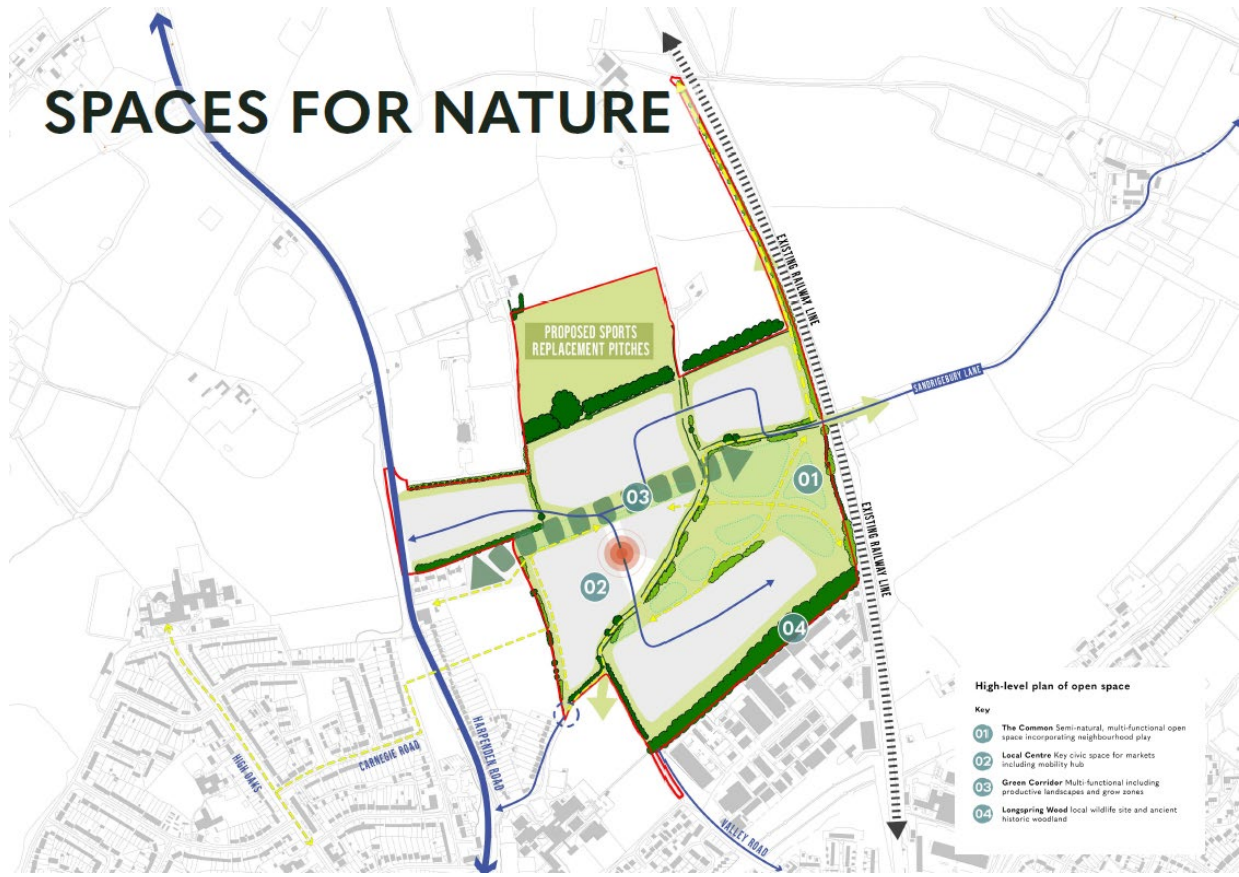 SPACES FOR NATURE
EXISTING RAILWAY LINE
PROPOSED SPORTS
REPLACEMENT PITCHES
SANDRIGEBURY LANE
01
03
EXISTING RAILWAY LINE
02
04
HARPENDEN ROAD
CARNEGIE ROAD
HIGH OAKS
VALLEY ROAD
High-level plan of open space
Key
01 The Common Semi-natural, multi-functional open
space incorporating neighbourhood play
02 Local Centre Key civic space for markets
including mobility hub
03 Green Corridor Multi-functional including
productive landscapes and grow zones
04 Longspring Wood local wildlife site and ancient
historic woodland